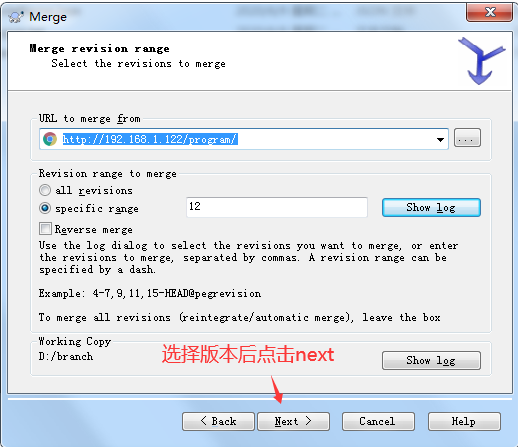 Merge
Merge revision range
Select the revisions to merge
URL to merge from
http://192.168.1.122/program/
...
Revision range to merge
all revisions
specific range
12
Show log
Reverse merge
Use the log dialog to select the revisions you want to merge, or enter
the revisions to merge, separated by commas. A revision range can be
specified by a dash.
Example: 4-7,9,11,15-HEAD@pegrevision
To merge all revisions (reintegrate/automatic merge), leave the box
Working Copy
D:/branch
Show log
选择版本后点击next
< Back
Next >
Cancel
Help